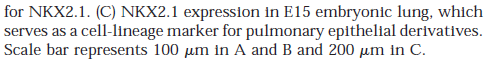 for NKX2.1. (C) NKX2.1 expression in E15 embryonic lung, which
serves as a cell-lineage marker for pulmonary epithelial derivatives.
Scale bar represents 100 μm in A and B and 200 μm in C.